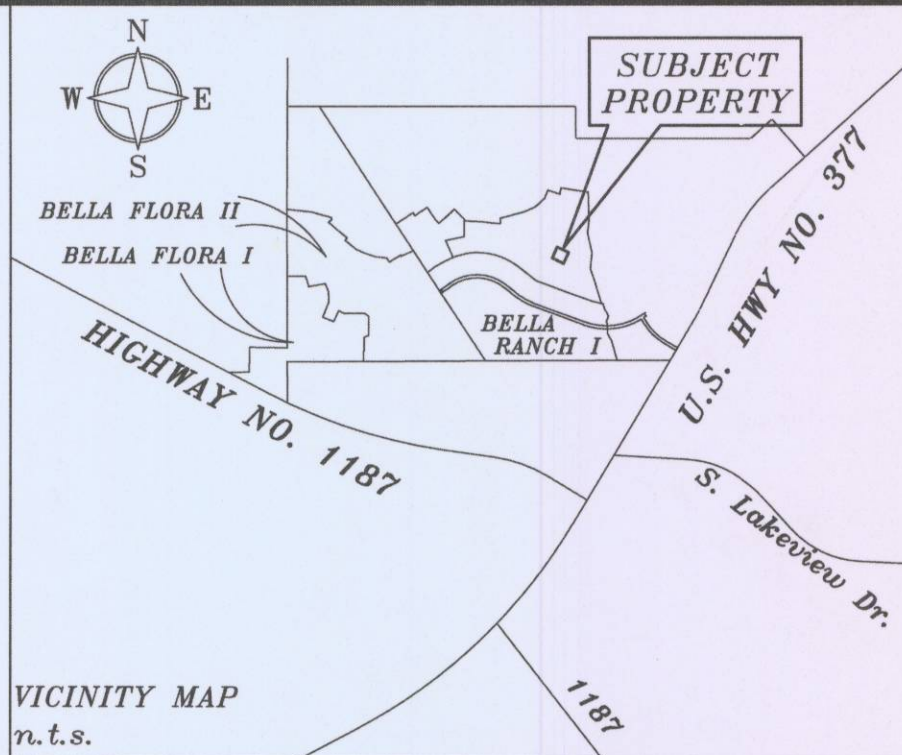 N
W E
S
SUBJECT
PROPERTY
BELLA FLORA II
BELLA FLORA I
BELLA
RANCH I
HIGHWAY NO. 1187
U.S. HWY NO. 377
S. Lakeview Dr.
1187
VICINITY MAP
n.t.s.